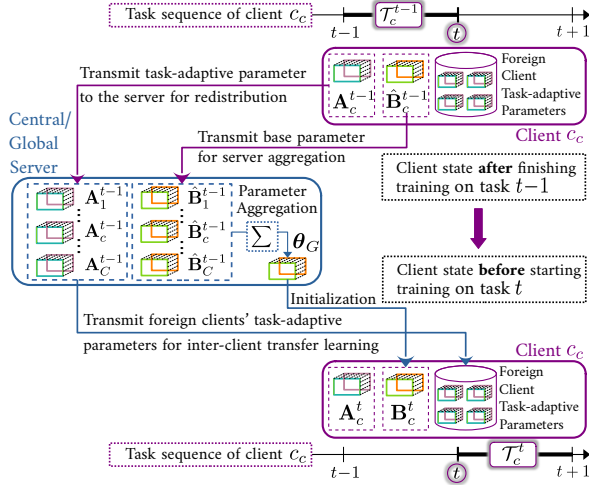 Task sequence of client c_c
𝒯_c^{t−1}
t−1
t
t+1
Transmit task-adaptive parameter
to the server for redistribution
A_c^{t−1}
B̂_c^{t−1}
Foreign
Client
Task-adaptive
Parameters
Client c_c
Central/
Global
Server
Transmit base parameter
for server aggregation
Client state after finishing
training on task t−1
A_1^{t−1}
⋮
A_c^{t−1}
⋮
A_C^{t−1}
B̂_1^{t−1}
⋮
B̂_c^{t−1}
⋮
B̂_C^{t−1}
Parameter
Aggregation
∑
θ_G
Client state before starting
training on task t
Initialization
Transmit foreign clients' task-adaptive
parameters for inter-client transfer learning
Client c_c
A_c^t
B_c^t
Foreign
Client
Task-adaptive
Parameters
Task sequence of client c_c
t−1
t
𝒯_c^t
t+1